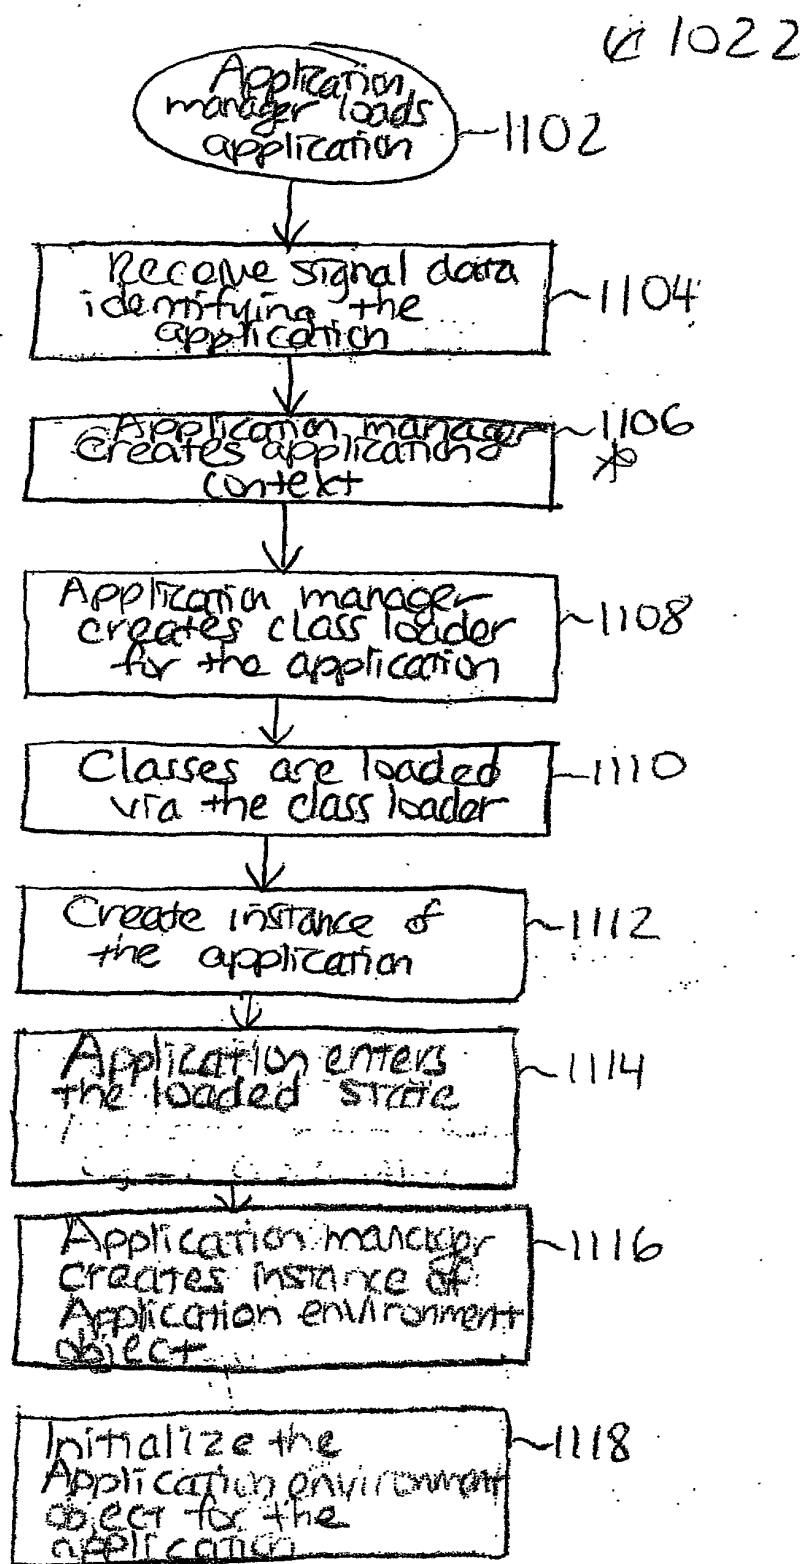 1022
Application
manager loads
application
1102
Receive signal data
identifying the
application
1104
Application manager
creates application
context
1106
Application manager
creates class loader
for the application
1108
Classes are loaded
via the class loader
1110
Create instance of
the application
1112
Application enters
the loaded state
1114
Application manager
creates instance of
Application environment
object
1116
Initialize the
Application environment
object for the
application
1118